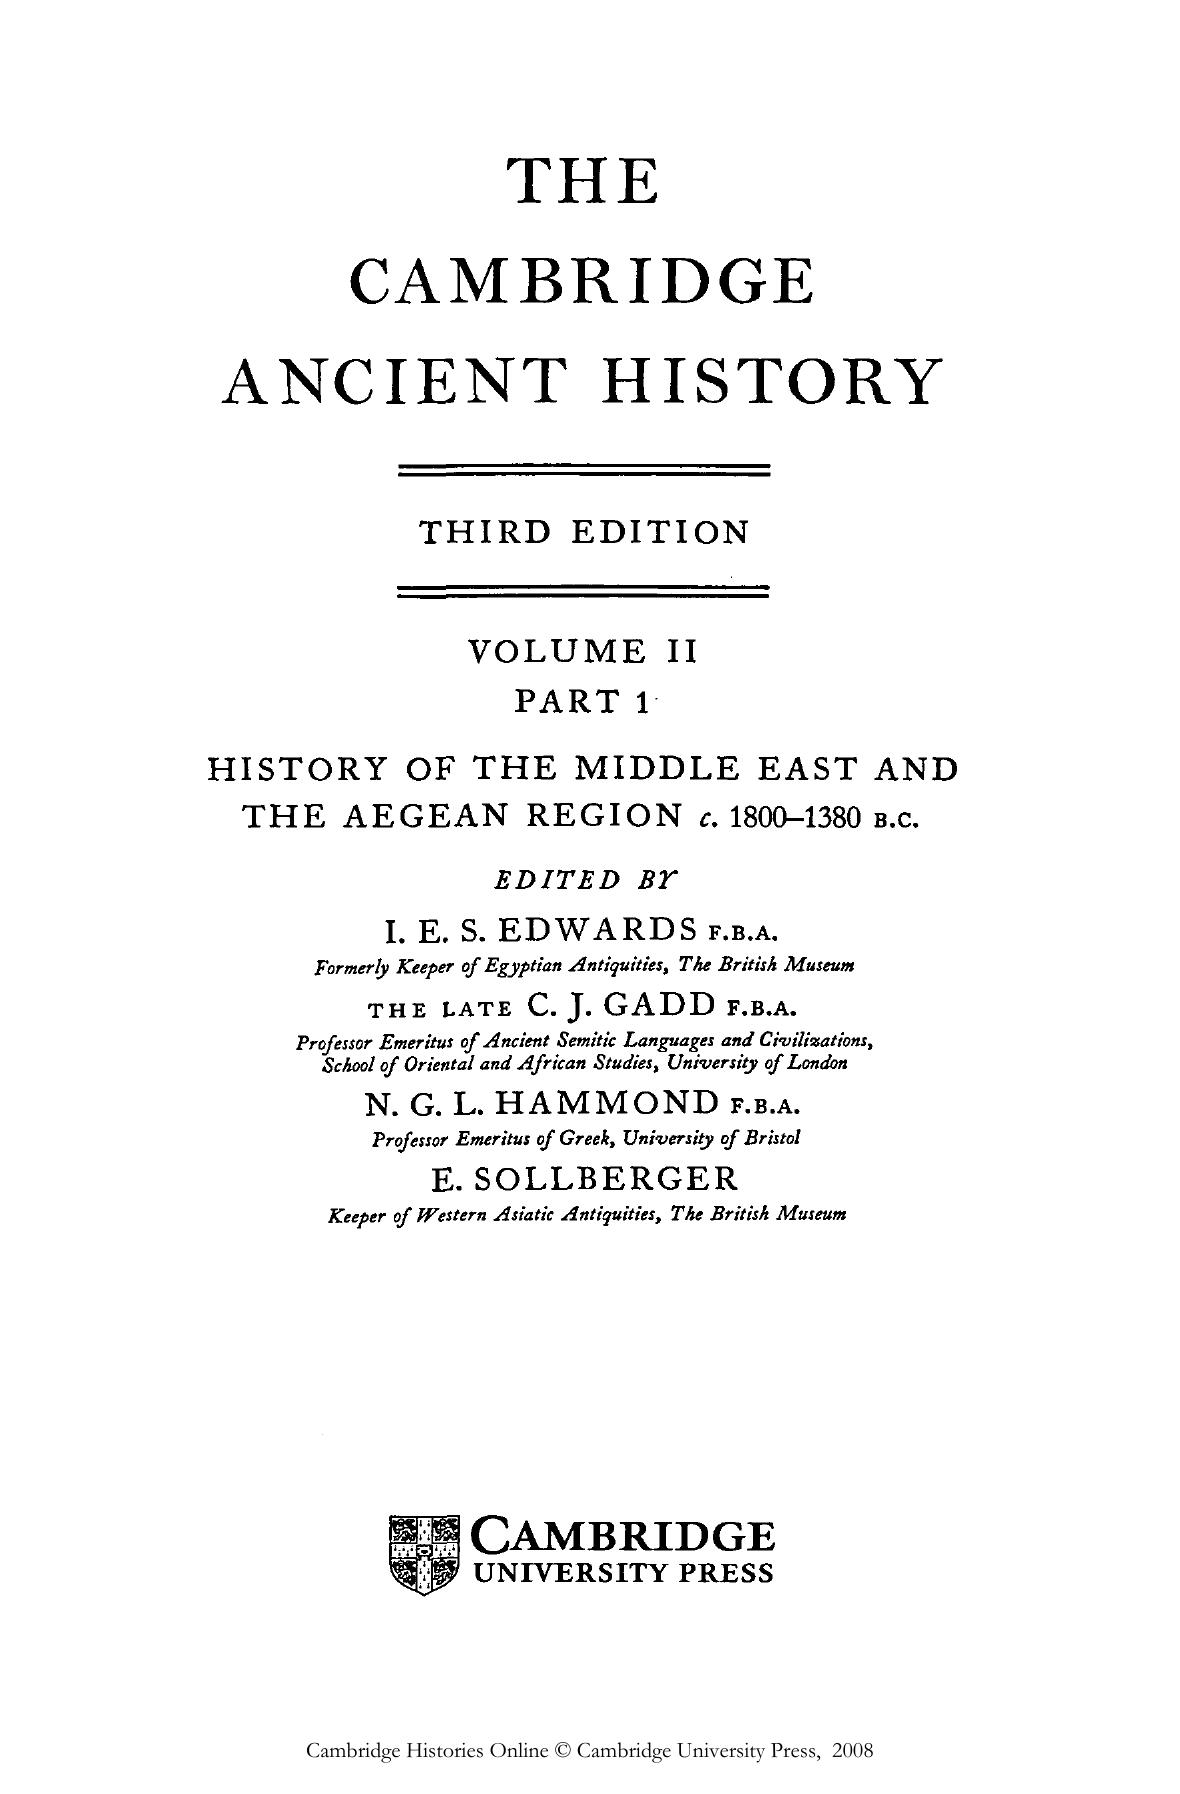 THE
CAMBRIDGE
ANCIENT HISTORY
THIRD EDITION
VOLUME II
PART 1
HISTORY OF THE MIDDLE EAST AND
THE AEGEAN REGION c. 1800–1380 B.C.
EDITED BY
I. E. S. EDWARDS F.B.A.
Formerly Keeper of Egyptian Antiquities, The British Museum
THE LATE C. J. GADD F.B.A.
Professor Emeritus of Ancient Semitic Languages and Civilizations,
School of Oriental and African Studies, University of London
N. G. L. HAMMOND F.B.A.
Professor Emeritus of Greek, University of Bristol
E. SOLLBERGER
Keeper of Western Asiatic Antiquities, The British Museum
CAMBRIDGE
UNIVERSITY PRESS
Cambridge Histories Online © Cambridge University Press, 2008